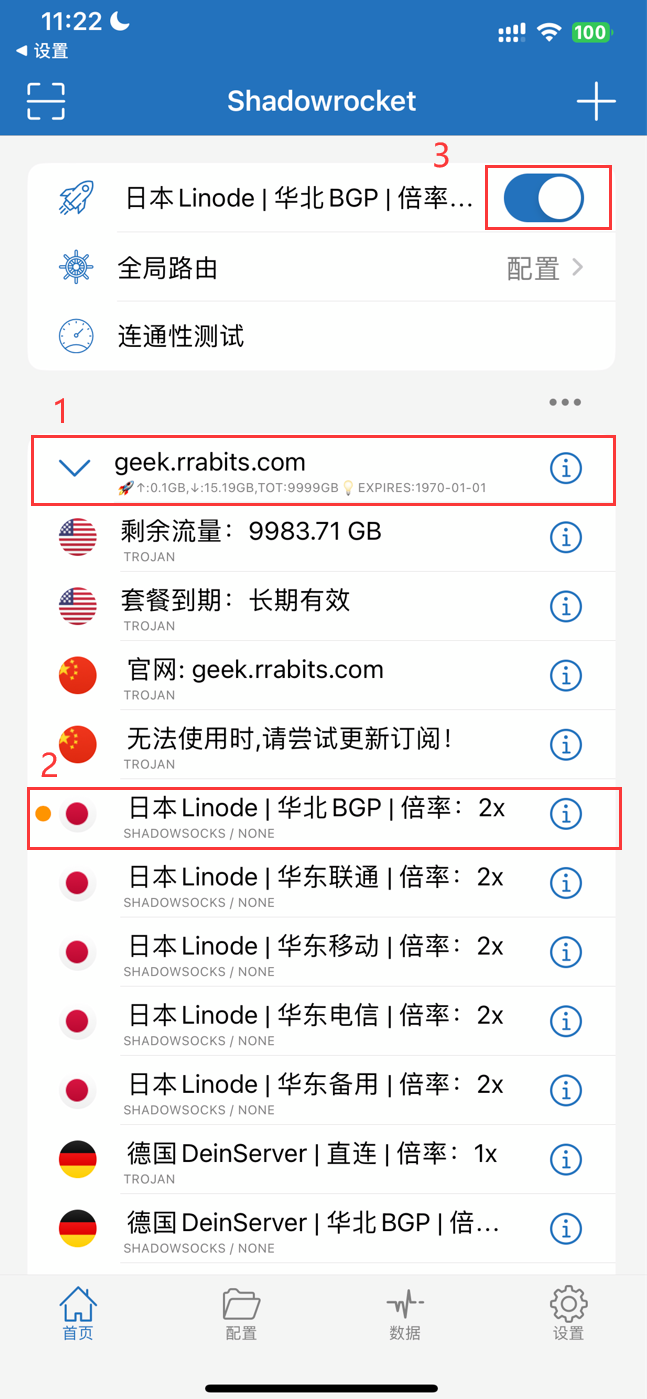 11:22
100
◀ 设置
Shadowrocket
3
日本 Linode | 华北 BGP | 倍率...
全局路由 配置
连通性测试
1
geek.rrabits.com
🚀↑:0.1GB,↓:15.19GB,TOT:9999GB💡EXPIRES:1970-01-01
剩余流量：9983.71 GB
TROJAN
套餐到期：长期有效
TROJAN
官网: geek.rrabits.com
TROJAN
无法使用时,请尝试更新订阅！
TROJAN
2
日本 Linode | 华北 BGP | 倍率：2x
SHADOWSOCKS / NONE
日本 Linode | 华东联通 | 倍率：2x
SHADOWSOCKS / NONE
日本 Linode | 华东移动 | 倍率：2x
SHADOWSOCKS / NONE
日本 Linode | 华东电信 | 倍率：2x
SHADOWSOCKS / NONE
日本 Linode | 华东备用 | 倍率：2x
SHADOWSOCKS / NONE
德国 DeinServer | 直连 | 倍率：1x
TROJAN
德国 DeinServer | 华北 BGP | 倍...
SHADOWSOCKS / NONE
首页 配置 数据 设置